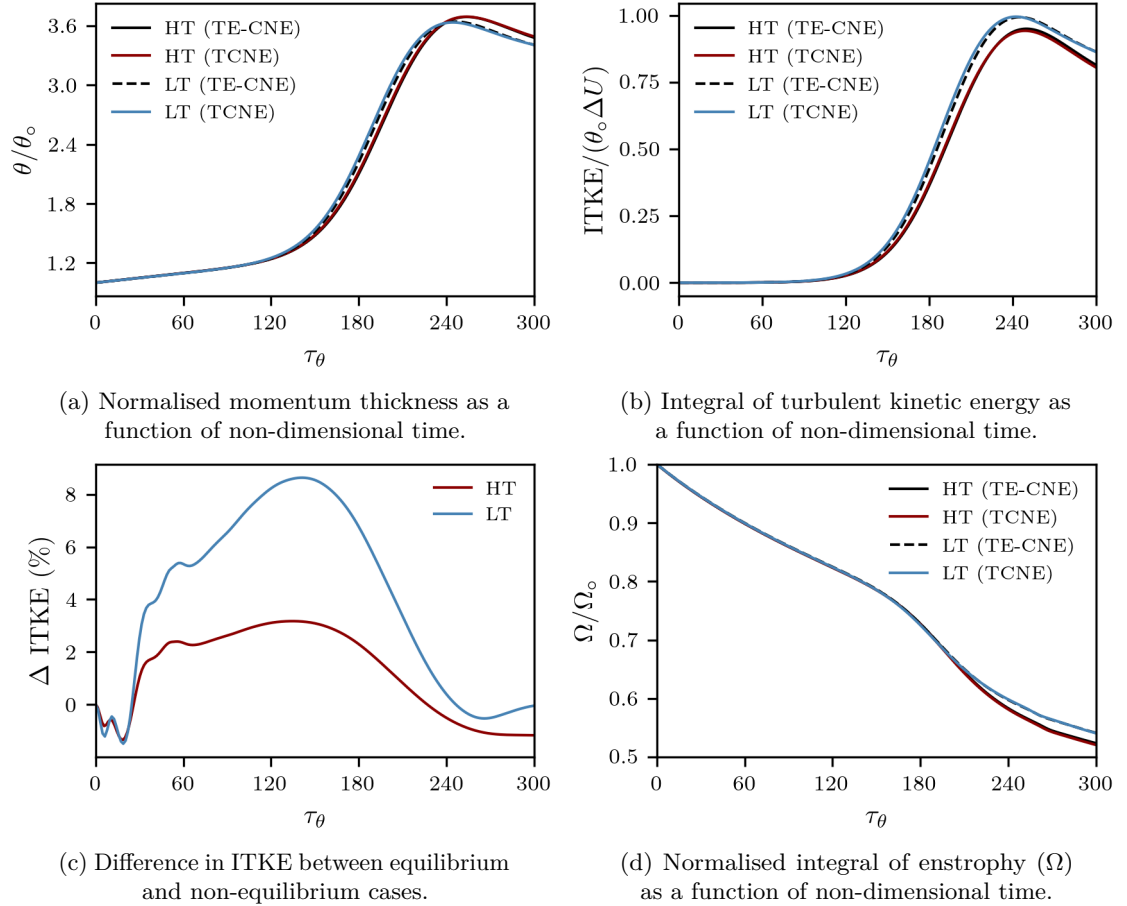 3.6
3.0
2.4
1.8
1.2
θ/θ∘
HT (TE-CNE)
HT (TCNE)
LT (TE-CNE)
LT (TCNE)
0 60 120 180 240 300
τθ
(a) Normalised momentum thickness as a
function of non-dimensional time.
1.00
0.75
0.50
0.25
0.00
ITKE/(θ∘ΔU)
HT (TE-CNE)
HT (TCNE)
LT (TE-CNE)
LT (TCNE)
0 60 120 180 240 300
τθ
(b) Integral of turbulent kinetic energy as
a function of non-dimensional time.
8
6
4
2
0
Δ ITKE (%)
HT
LT
0 60 120 180 240 300
τθ
(c) Difference in ITKE between equilibrium
and non-equilibrium cases.
1.0
0.9
0.8
0.7
0.6
0.5
Ω/Ω∘
HT (TE-CNE)
HT (TCNE)
LT (TE-CNE)
LT (TCNE)
0 60 120 180 240 300
τθ
(d) Normalised integral of enstrophy (Ω)
as a function of non-dimensional time.